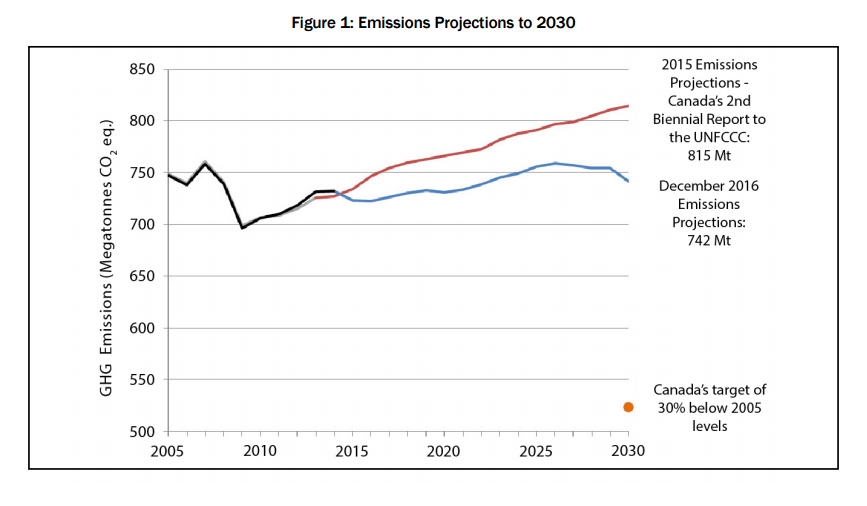 Figure 1: Emissions Projections to 2030
GHG Emissions (Megatonnes CO2 eq.)
850
800
750
700
650
600
550
500
2005
2010
2015
2020
2025
2030
2015 Emissions
Projections -
Canada's 2nd
Biennial Report to
the UNFCCC:
815 Mt
December 2016
Emissions
Projections:
742 Mt
Canada's target of
30% below 2005
levels